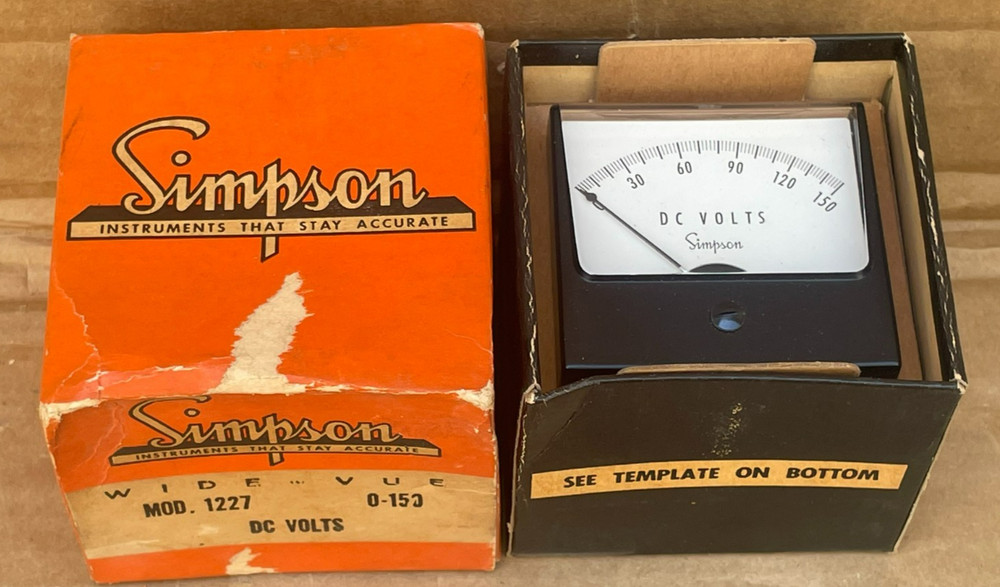 Simpson
INSTRUMENTS THAT STAY ACCURATE
Simpson
INSTRUMENTS THAT STAY ACCURATE
WIDE "" VUE
MOD. 1227 0-150
DC VOLTS
0 30 60 90 120 150
DC VOLTS
Simpson
SEE TEMPLATE ON BOTTOM